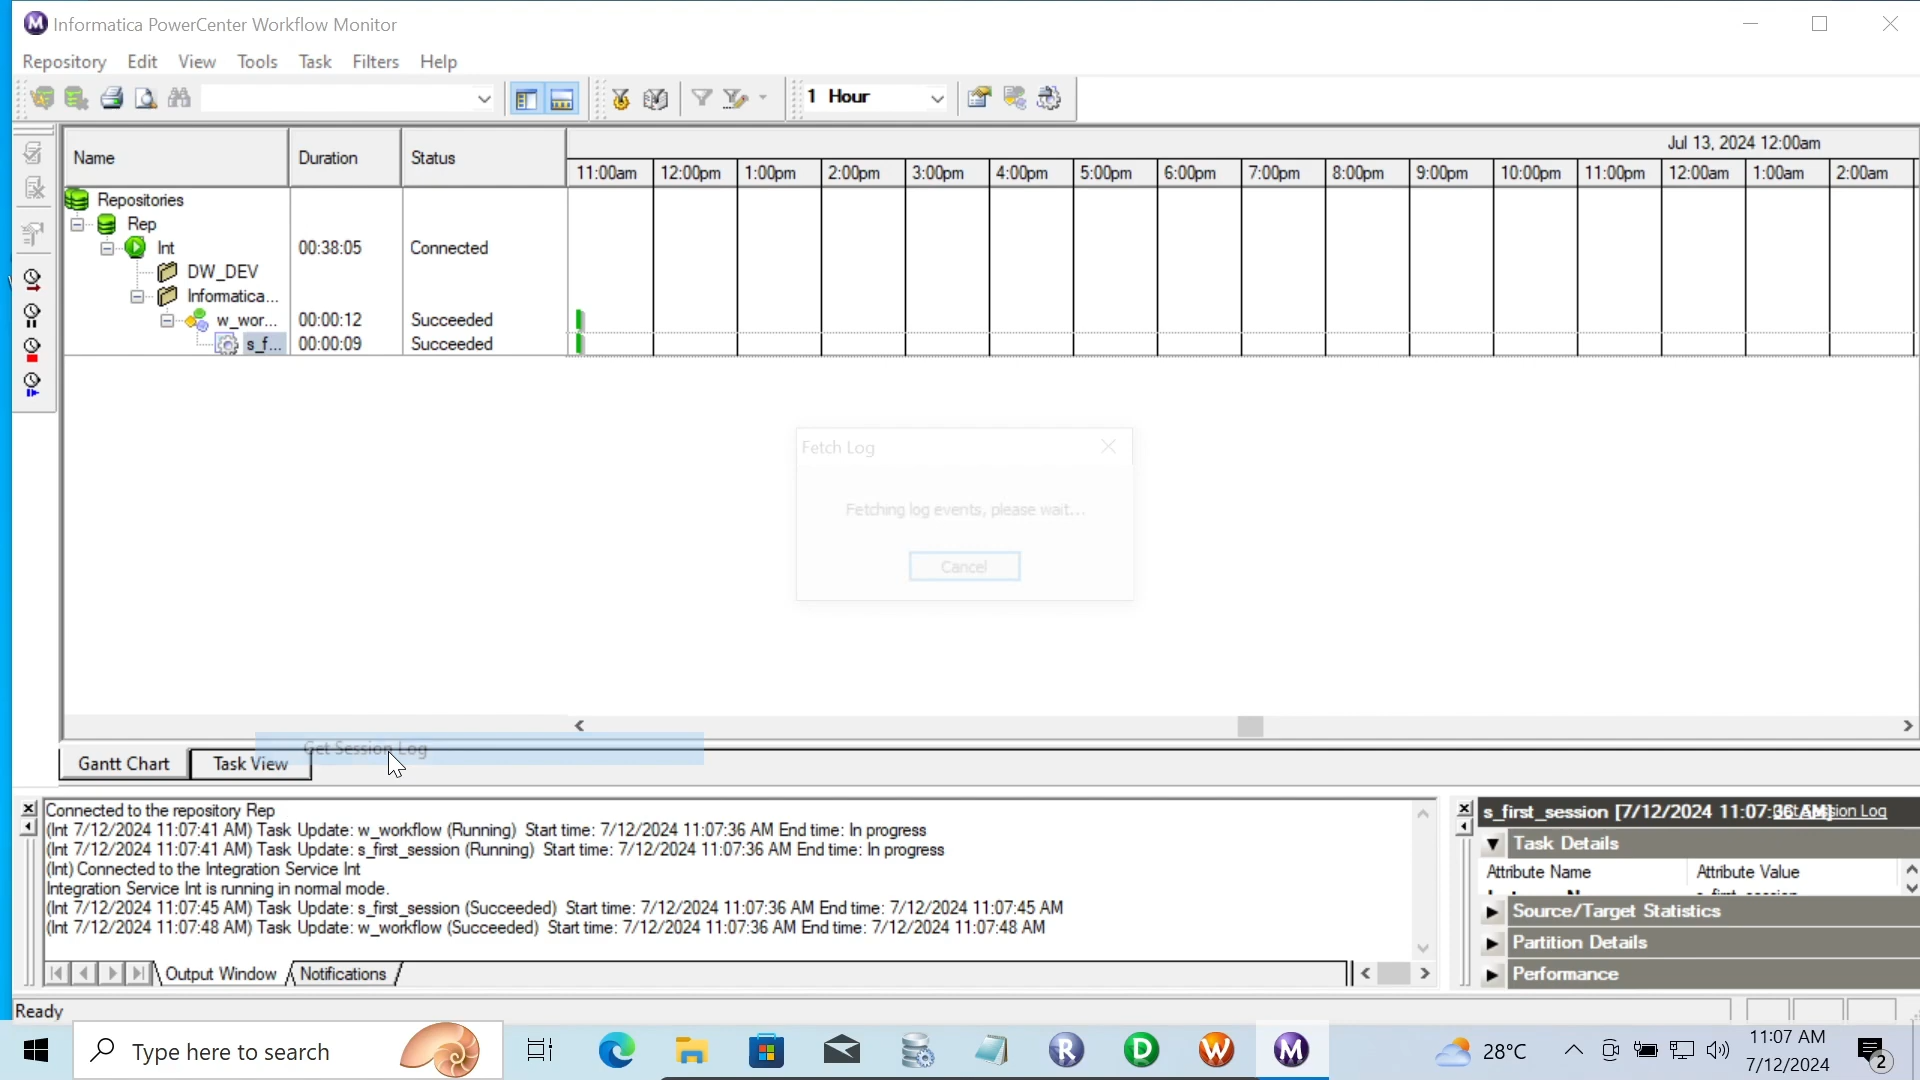 Informatica PowerCenter Workflow Monitor
Repository Edit View Tools Task Filters Help
1 Hour
Jul 13, 2024 12:00am
Name Duration Status
11:00am 12:00pm 1:00pm 2:00pm 3:00pm 4:00pm 5:00pm 6:00pm 7:00pm 8:00pm 9:00pm 10:00pm 11:00pm 12:00am 1:00am 2:00am
Repositories
Rep
Int 00:38:05 Connected
DW_DEV
Informatica...
w_wor... 00:00:12 Succeeded
s_f... 00:00:09 Succeeded
Fetch Log
Fetching log events, please wait...
Cancel
Get Session Log
Gantt Chart Task View
Connected to the repository Rep
(Int 7/12/2024 11:07:41 AM) Task Update: w_workflow (Running) Start time: 7/12/2024 11:07:36 AM End time: In progress
(Int 7/12/2024 11:07:41 AM) Task Update: s_first_session (Running) Start time: 7/12/2024 11:07:36 AM End time: In progress
(Int) Connected to the Integration Service Int
Integration Service Int is running in normal mode.
(Int 7/12/2024 11:07:45 AM) Task Update: s_first_session (Succeeded) Start time: 7/12/2024 11:07:36 AM End time: 7/12/2024 11:07:45 AM
(Int 7/12/2024 11:07:48 AM) Task Update: w_workflow (Succeeded) Start time: 7/12/2024 11:07:36 AM End time: 7/12/2024 11:07:48 AM
Output Window Notifications
s_first_session [7/12/2024 11:07:36 AM] Get Session Log
Task Details
Attribute Name Attribute Value
Source/Target Statistics
Partition Details
Performance
Ready
Type here to search
R D W M
28°C
11:07 AM
7/12/2024
2